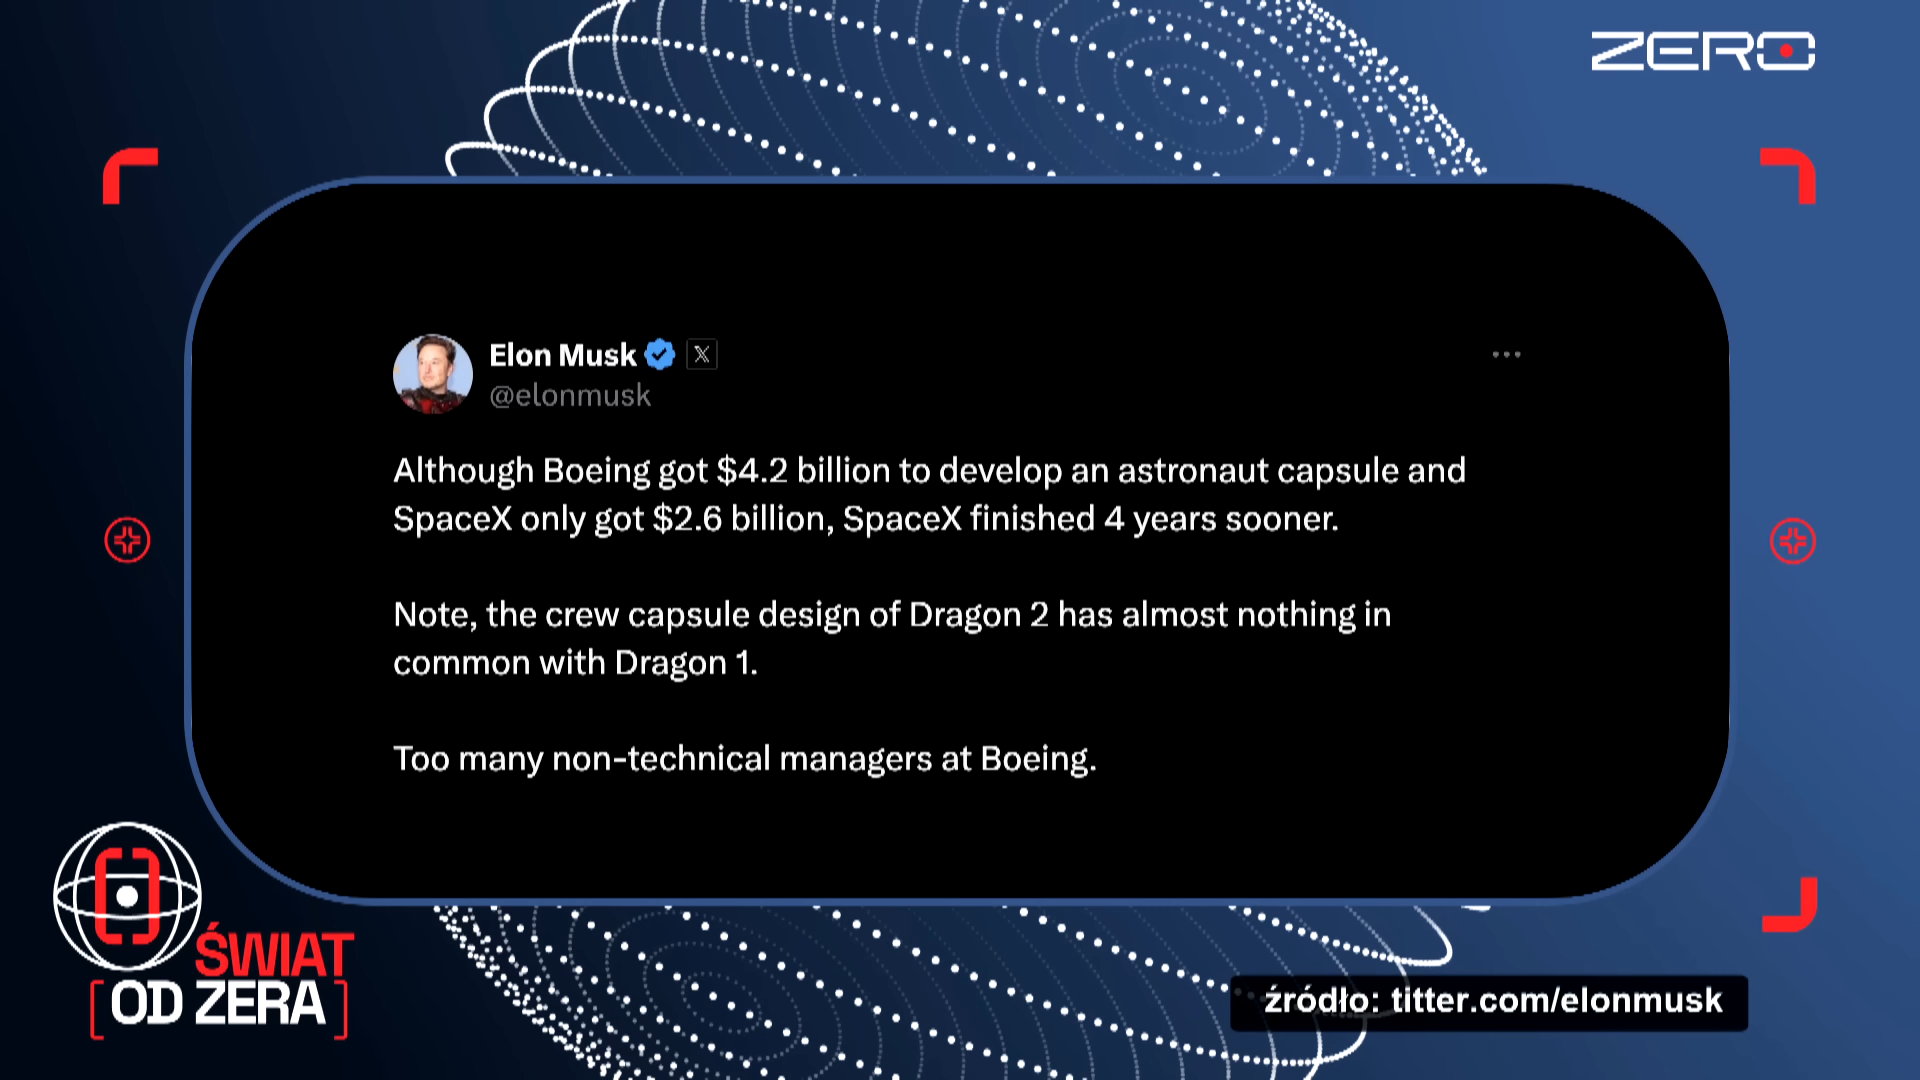 ZERO
Elon Musk
@elonmusk
Although Boeing got $4.2 billion to develop an astronaut capsule and
SpaceX only got $2.6 billion, SpaceX finished 4 years sooner.
Note, the crew capsule design of Dragon 2 has almost nothing in
common with Dragon 1.
Too many non-technical managers at Boeing.
ŚWIAT
[OD ZERA]
źródło: titter.com/elonmusk